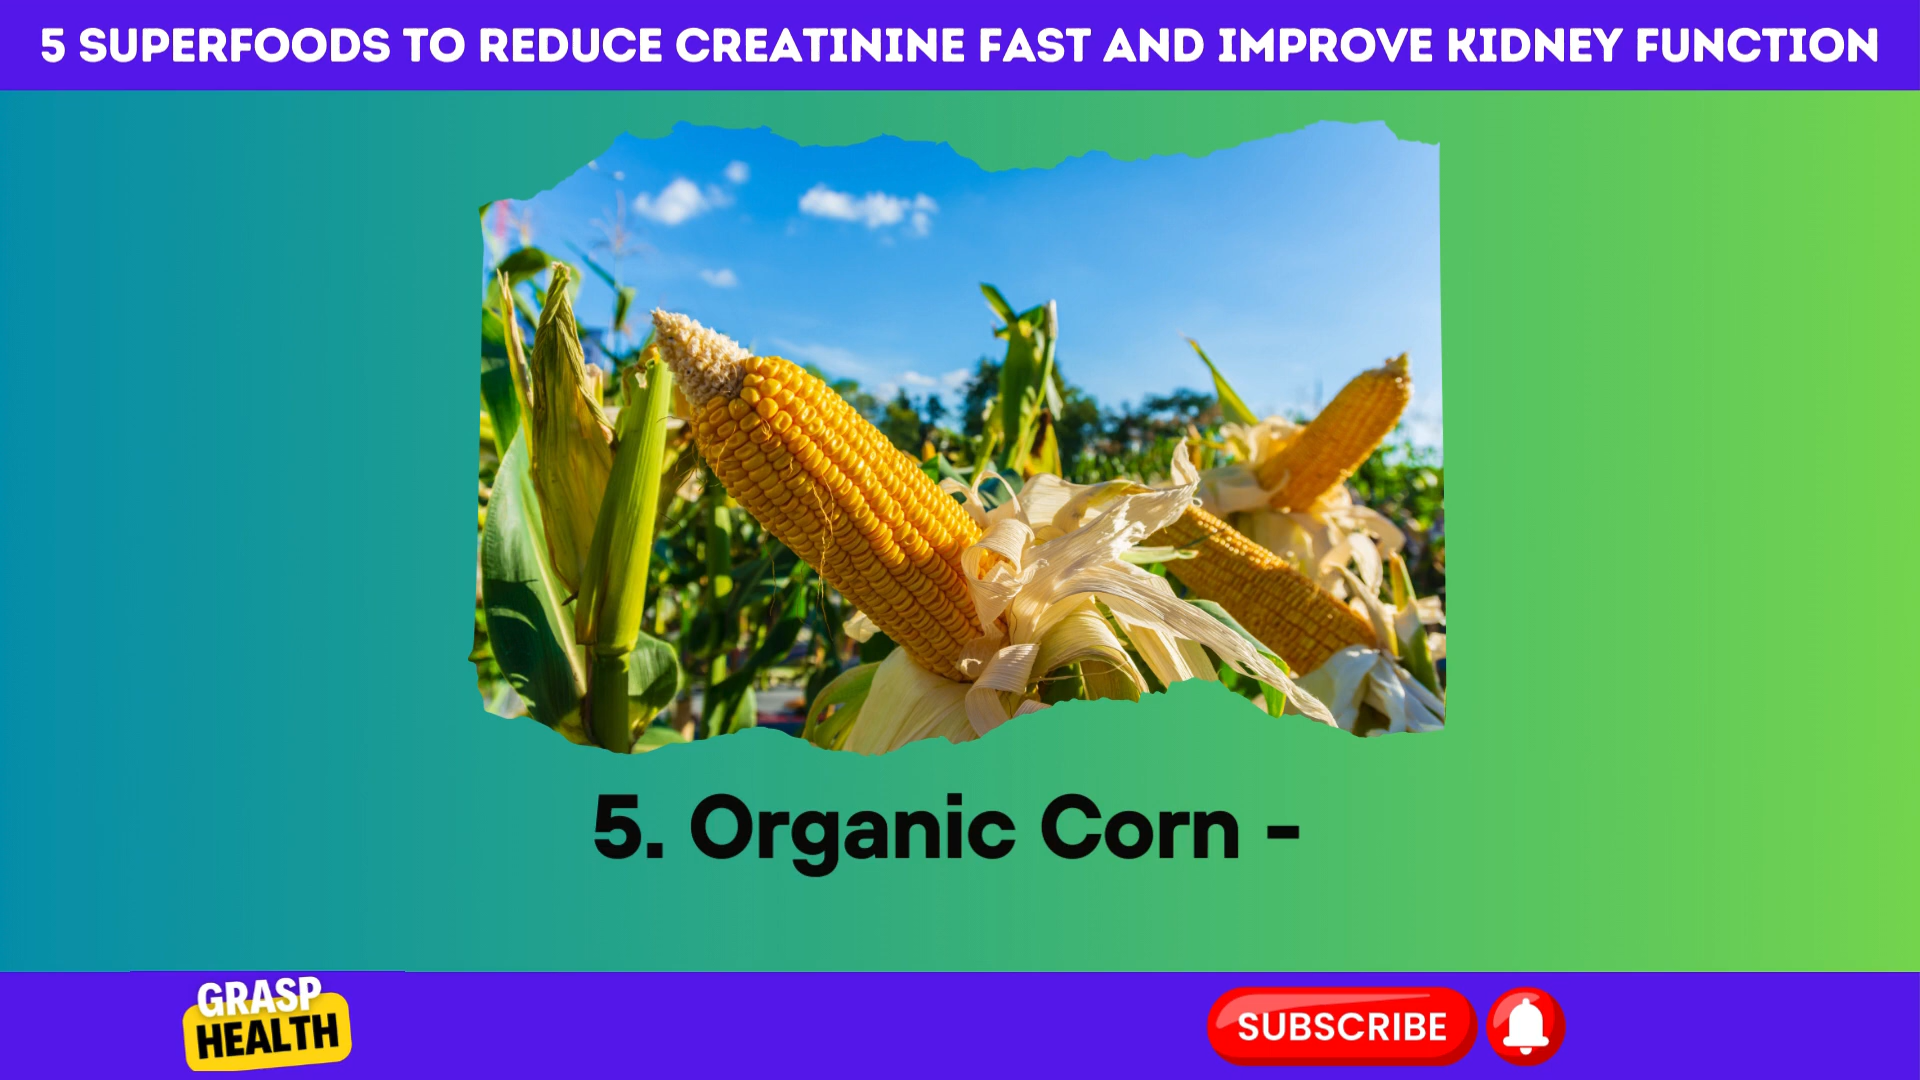 5 SUPERFOODS TO REDUCE CREATININE FAST AND IMPROVE KIDNEY FUNCTION
5. Organic Corn -
GRASP
HEALTH
SUBSCRIBE